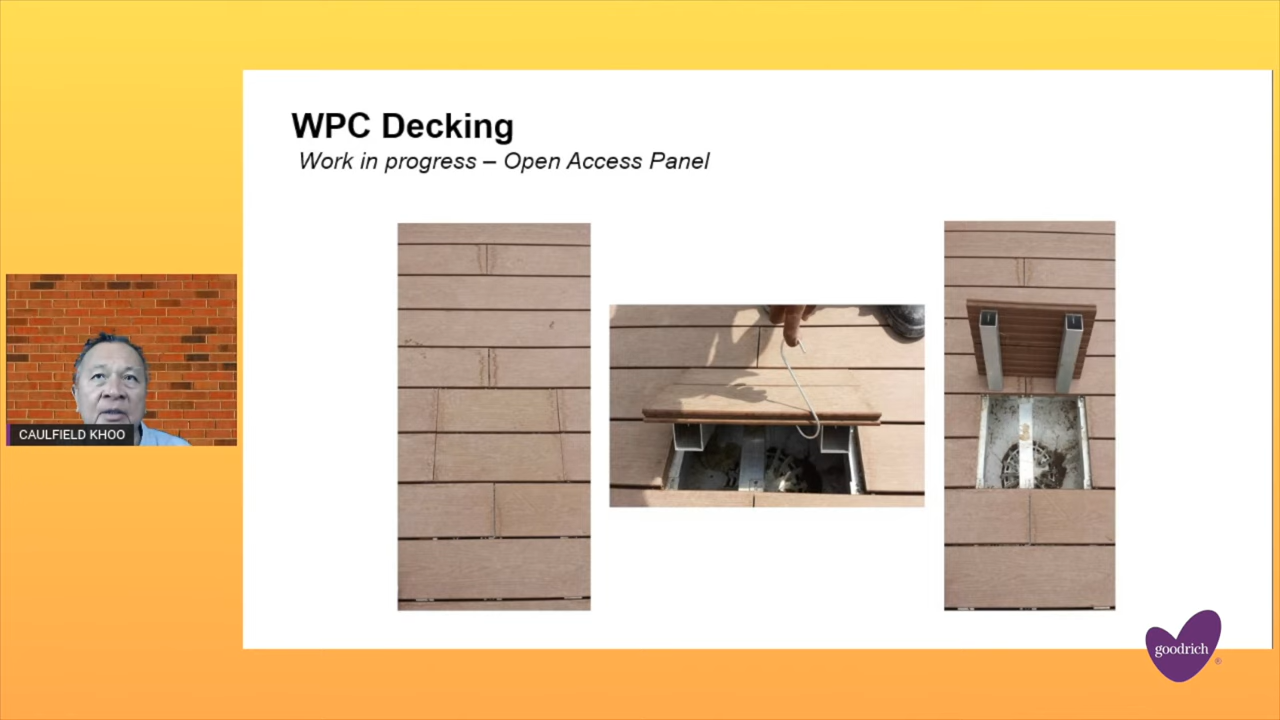 WPC Decking
Work in progress – Open Access Panel
CAULFIELD KHOO
goodrich®